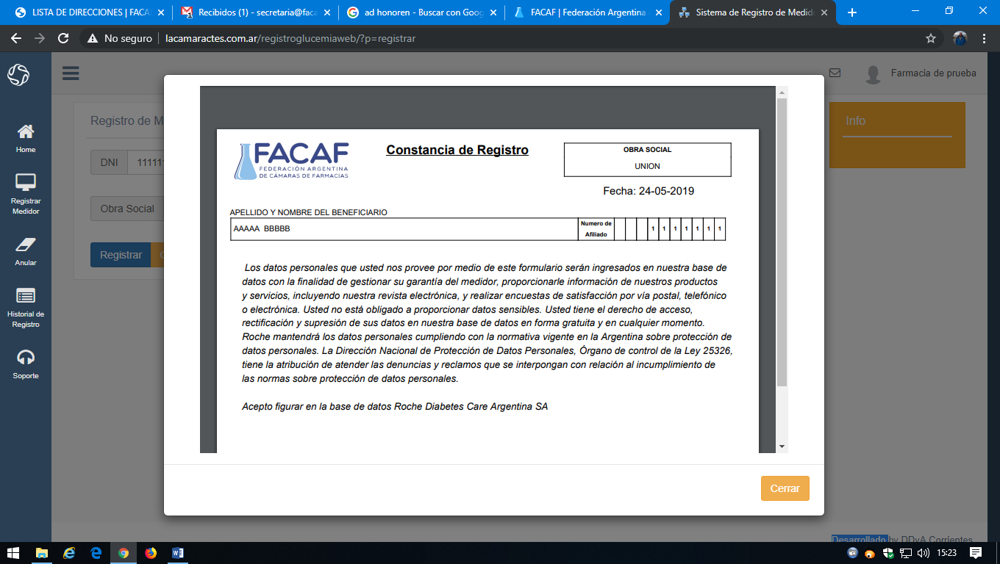 LISTA DE DIRECCIONES | FACA
Recibidos (1) - secretaria@faca
ad honoren - Buscar con Goog
FACAF | Federación Argentina
Sistema de Registro de Medid
No seguro
lacamaractes.com.ar/registroglucemiaweb/?p=registrar
Farmacia de prueba
Home
Registrar
Medidor
Anular
Historial de
Registro
Soporte
Registro de M
DNI
11111
Obra Social
Registrar
Info
FACAF
FEDERACIÓN ARGENTINA
DE CÁMARAS DE FARMACIAS
Constancia de Registro
OBRA SOCIAL
UNION
Fecha: 24-05-2019
APELLIDO Y NOMBRE DEL BENEFICIARIO
AAAAA BBBBB
Numero de
Afiliado
1 1 1 1 1 1 1
Los datos personales que usted nos provee por medio de este formulario serán ingresados en nuestra base de
datos con la finalidad de gestionar su garantía del medidor, proporcionarle información de nuestros productos
y servicios, incluyendo nuestra revista electrónica, y realizar encuestas de satisfacción por vía postal, telefónico
o electrónica. Usted no está obligado a proporcionar datos sensibles. Usted tiene el derecho de acceso,
rectificación y supresión de sus datos en nuestra base de datos en forma gratuita y en cualquier momento.
Roche mantendrá los datos personales cumpliendo con la normativa vigente en la Argentina sobre protección de
datos personales. La Dirección Nacional de Protección de Datos Personales, Órgano de control de la Ley 25326,
tiene la atribución de atender las denuncias y reclamos que se interpongan con relación al incumplimiento de
las normas sobre protección de datos personales.
Acepto figurar en la base de datos Roche Diabetes Care Argentina SA
Cerrar
Desarrollado by DDyA Corrientes
15:23